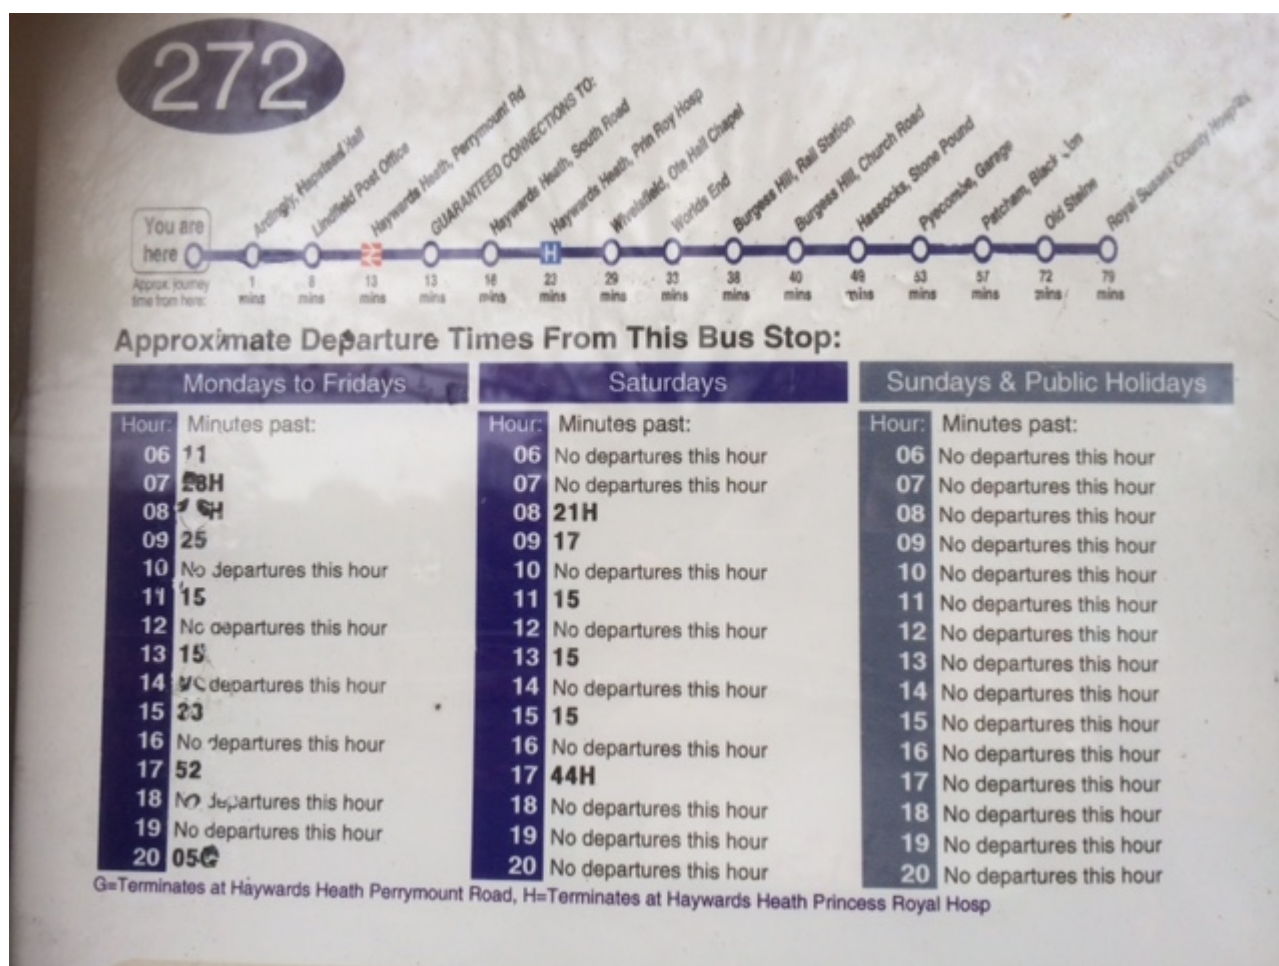 272
Ardingly, Hapstead Hall
Lindfield Post Office
Haywards Heath, Perrymount Rd
GUARANTEED CONNECTIONS TO:
Haywards Heath, South Road
Haywards Heath, Prin Roy Hosp
Wivelsfield, Ote Hall Chapel
Worlds End
Burgess Hill, Rail Station
Burgess Hill, Church Road
Hassocks, Stone Pound
Pyecombe, Garage
Patcham, Black
Old Steine
Royal Sussex County Hospital
You are
here
H
Approx. journey
time from here:
1 mins
8 mins
13 mins
13 mins
18 mins
23 mins
29 mins
33 mins
38 mins
40 mins
49 mins
53 mins
57 mins
72 mins
79 mins
Approximate Departure Times From This Bus Stop:
Mondays to Fridays
Hour: Minutes past:
06 11
07 28H
08
09 25
10 No departures this hour
11 15
12 No departures this hour
13 15
14 No departures this hour
15 23
16 No departures this hour
17 52
18 No departures this hour
19 No departures this hour
20 05G
Saturdays
Hour: Minutes past:
06 No departures this hour
07 No departures this hour
08 21H
09 17
10 No departures this hour
11 15
12 No departures this hour
13 15
14 No departures this hour
15 15
16 No departures this hour
17 44H
18 No departures this hour
19 No departures this hour
20 No departures this hour
Sundays & Public Holidays
Hour: Minutes past:
06 No departures this hour
07 No departures this hour
08 No departures this hour
09 No departures this hour
10 No departures this hour
11 No departures this hour
12 No departures this hour
13 No departures this hour
14 No departures this hour
15 No departures this hour
16 No departures this hour
17 No departures this hour
18 No departures this hour
19 No departures this hour
20 No departures this hour
G=Terminates at Haywards Heath Perrymount Road, H=Terminates at Haywards Heath Princess Royal Hosp